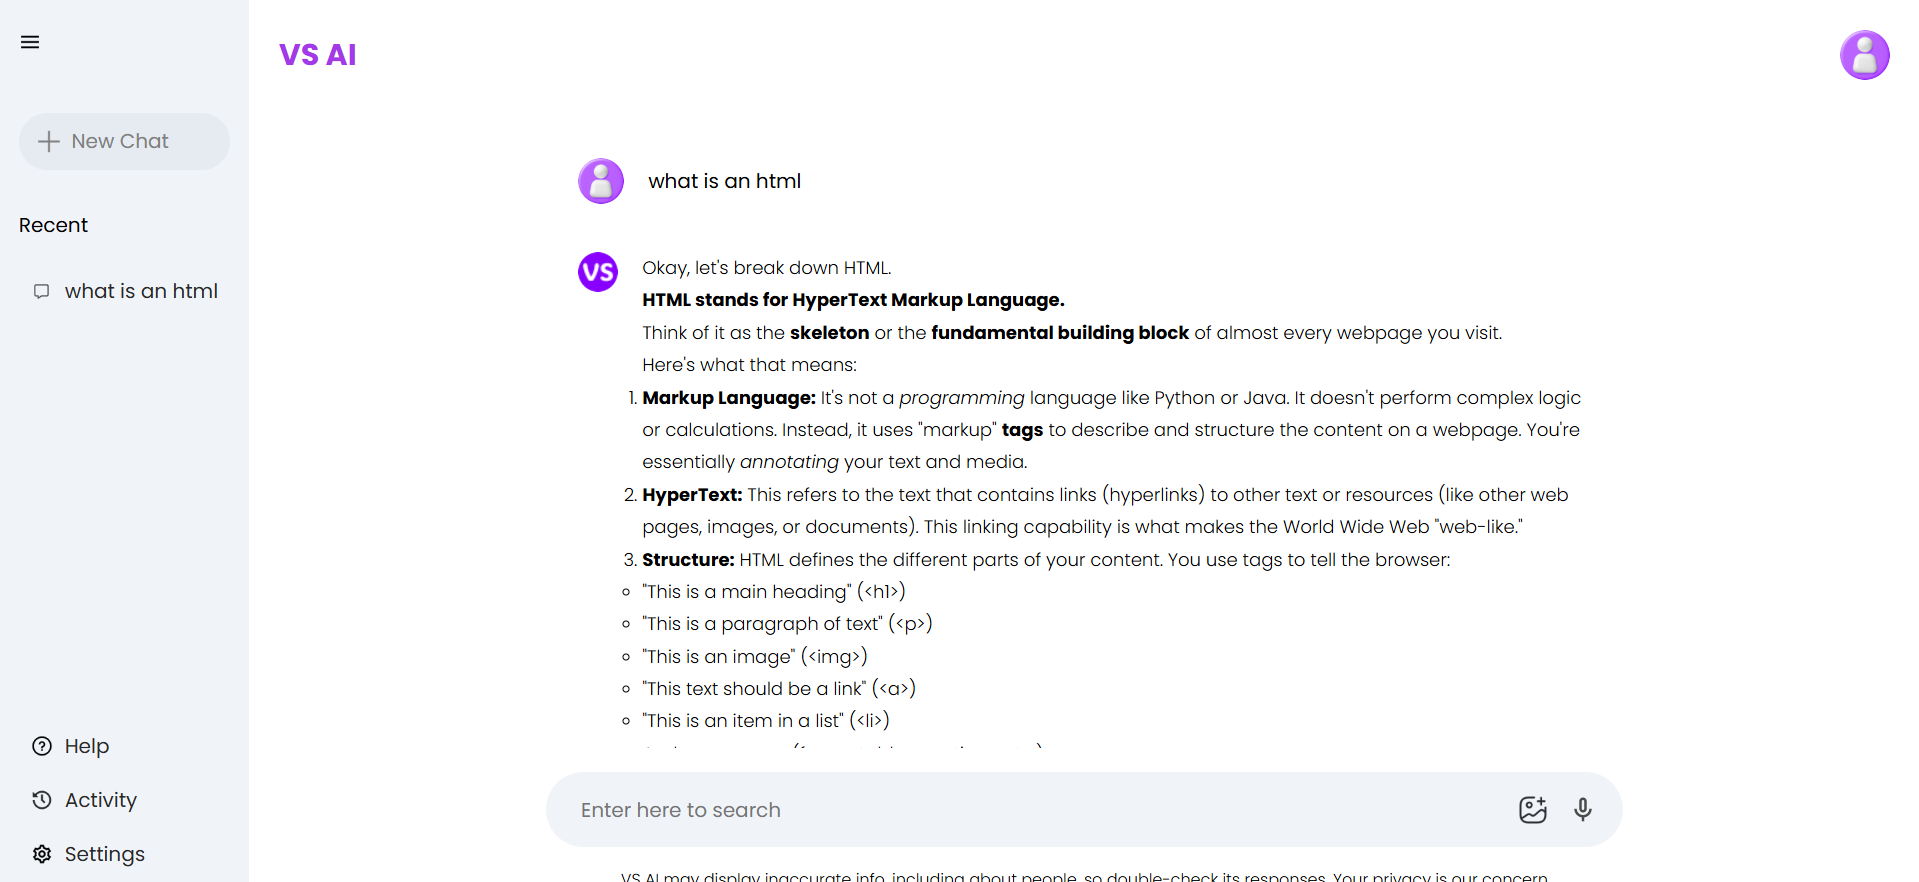 VS AI
New Chat
Recent
what is an html
Help
Activity
Settings
what is an html
VS
Okay, let's break down HTML.
HTML stands for HyperText Markup Language.
Think of it as the skeleton or the fundamental building block of almost every webpage you visit.
Here's what that means:
1. Markup Language: It's not a programming language like Python or Java. It doesn't perform complex logic
or calculations. Instead, it uses "markup" tags to describe and structure the content on a webpage. You're
essentially annotating your text and media.
2. HyperText: This refers to the text that contains links (hyperlinks) to other text or resources (like other web
pages, images, or documents). This linking capability is what makes the World Wide Web "web-like."
3. Structure: HTML defines the different parts of your content. You use tags to tell the browser:
"This is a main heading" (<h1>)
"This is a paragraph of text" (<p>)
"This is an image" (<img>)
"This text should be a link" (<a>)
"This is an item in a list" (<li>)
Enter here to search
VS AI may display inaccurate info, including about people, so double-check its responses. Your privacy is our concern